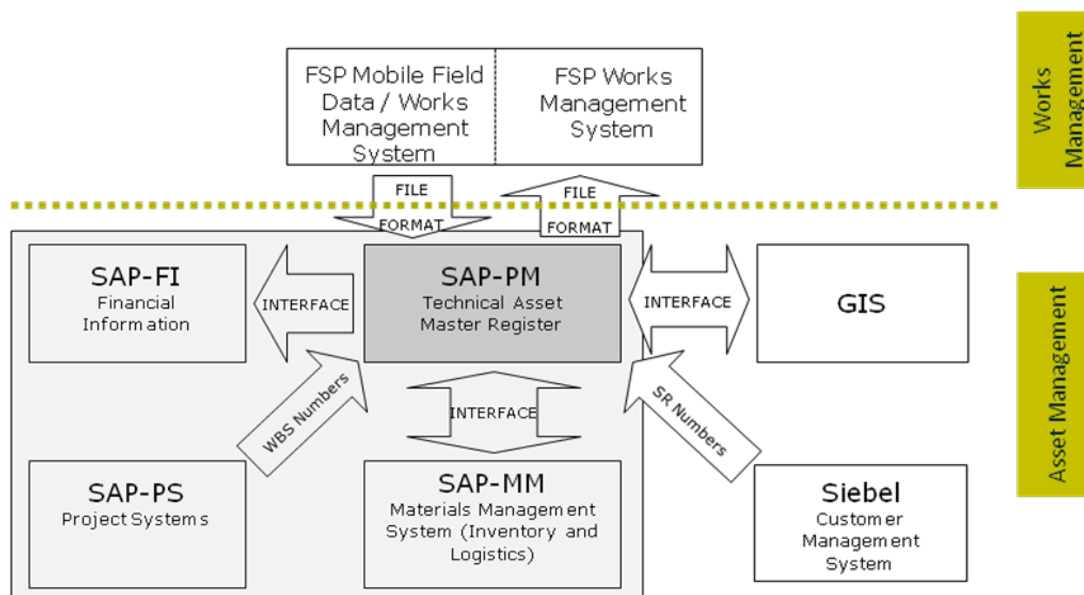 FSP Mobile Field
Data / Works
Management
System
FSP Works
Management
System
Works
Management
FILE
FORMAT
FILE
FORMAT
SAP-FI
Financial
Information
INTERFACE
SAP-PM
Technical Asset
Master Register
INTERFACE
GIS
Asset Management
WBS Numbers
INTERFACE
SR Numbers
SAP-PS
Project Systems
SAP-MM
Materials Management
System (Inventory and
Logistics)
Siebel
Customer
Management
System